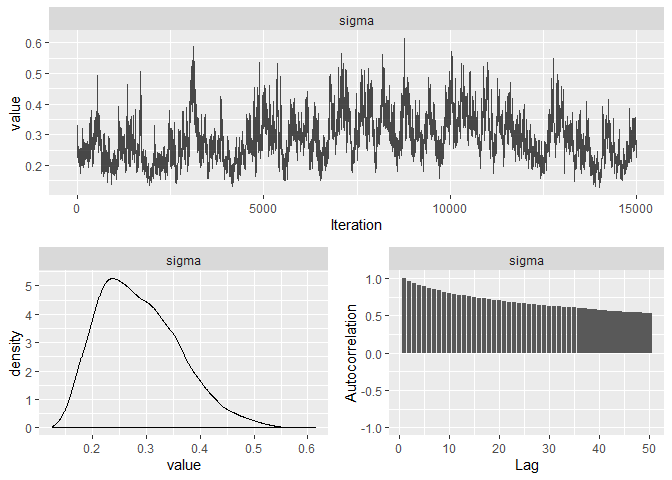 sigma
value
0.6
0.5
0.4
0.3
0.2
0 5000 10000 15000
Iteration
sigma
density
5
4
3
2
1
0
0.2 0.3 0.4 0.5 0.6
value
sigma
Autocorrelation
1.0
0.5
0.0
-0.5
-1.0
0 10 20 30 40 50
Lag